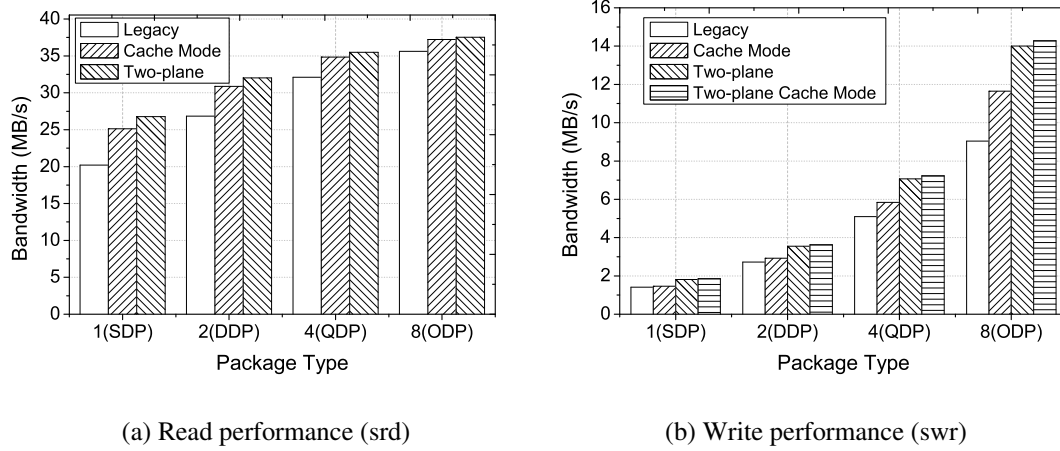 Legacy
Cache Mode
Two-plane
40
35
30
25
20
15
10
5
0
Bandwidth (MB/s)
1(SDP) 2(DDP) 4(QDP) 8(ODP)
Package Type
(a) Read performance (srd)
Legacy
Cache Mode
Two-plane
Two-plane Cache Mode
16
14
12
10
8
6
4
2
0
Bandwidth (MB/s)
1(SDP) 2(DDP) 4(QDP) 8(ODP)
Package Type
(b) Write performance (swr)